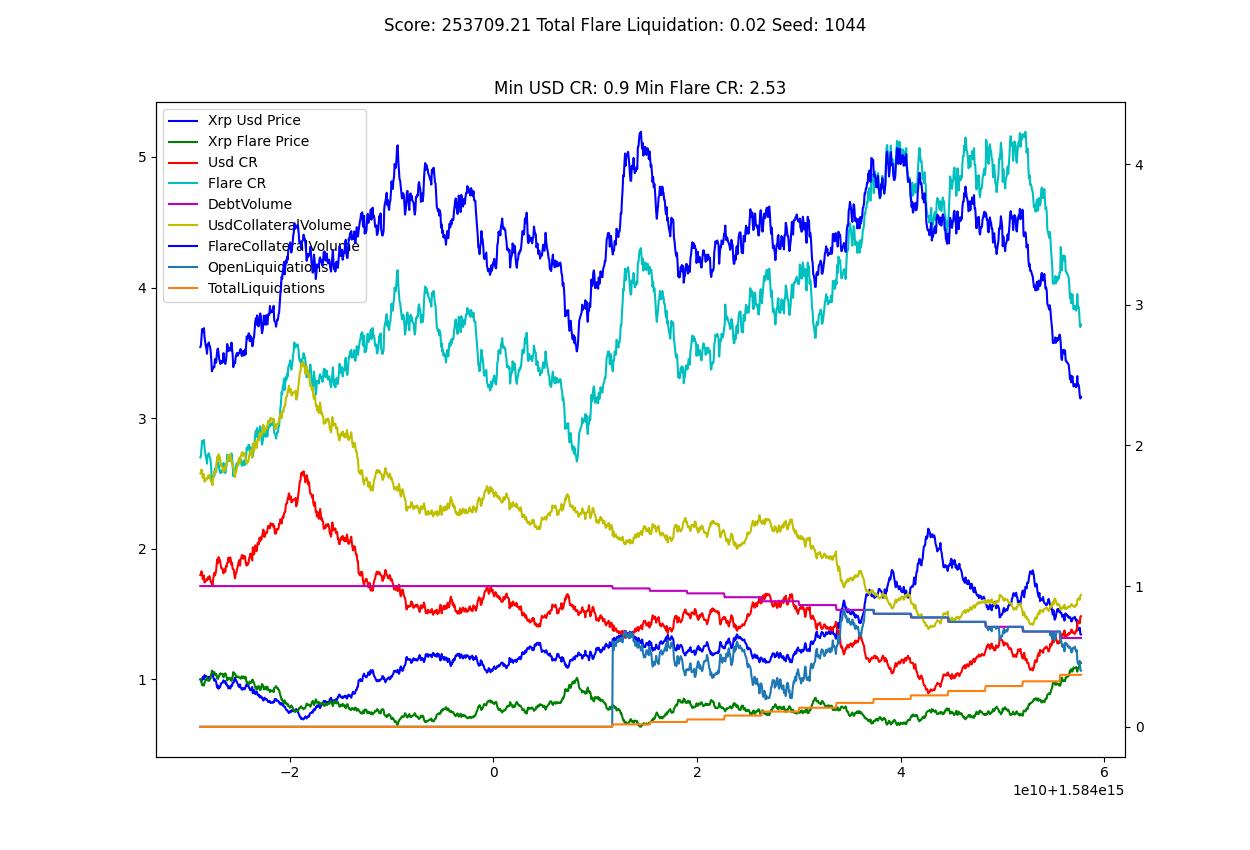 Score: 253709.21 Total Flare Liquidation: 0.02 Seed: 1044
Min USD CR: 0.9 Min Flare CR: 2.53
Xrp Usd Price
Xrp Flare Price
Usd CR
Flare CR
DebtVolume
UsdCollateralVolume
FlareCollateralVolume
OpenLiquidations
TotalLiquidations
5
4
3
2
1
4
3
2
1
0
−2 0 2 4 6
1e10+1.584e15